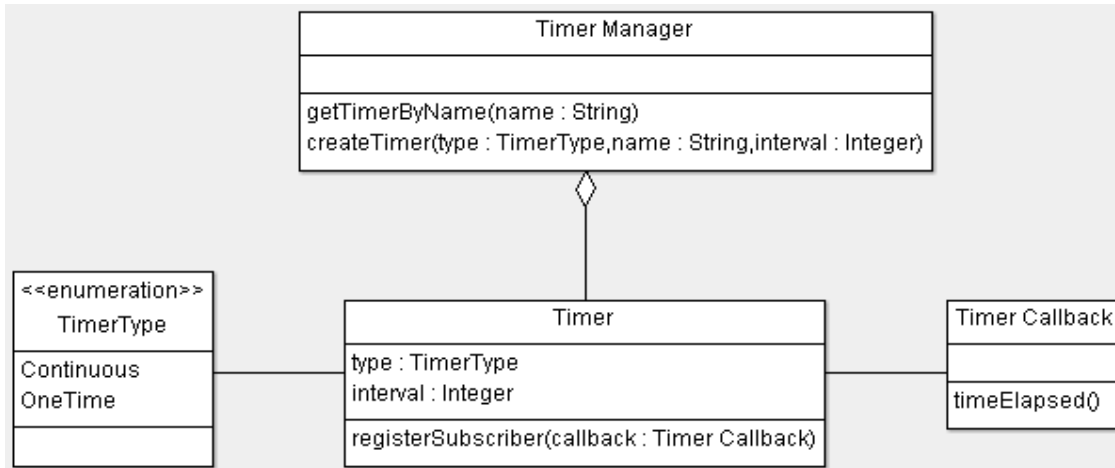 Timer Manager
getTimerByName(name : String)
createTimer(type : TimerType,name : String,interval : Integer)
<<enumeration>>
TimerType
Continuous
OneTime
Timer
type : TimerType
interval : Integer
registerSubscriber(callback : Timer Callback)
Timer Callback
timeElapsed()